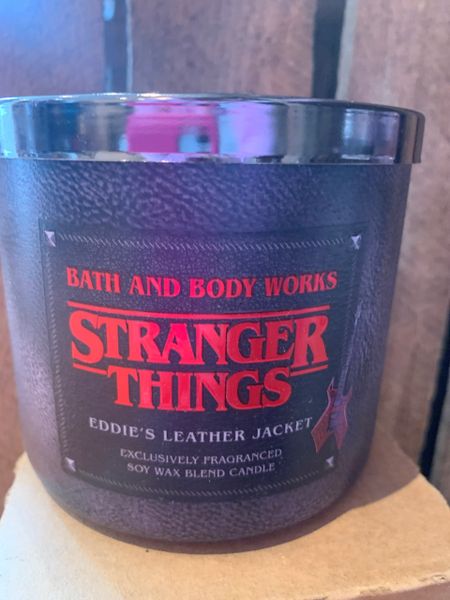 BATH AND BODY WORKS
STRANGER
THINGS
EDDIE'S LEATHER JACKET
EXCLUSIVELY FRAGRANCED
SOY WAX BLEND CANDLE